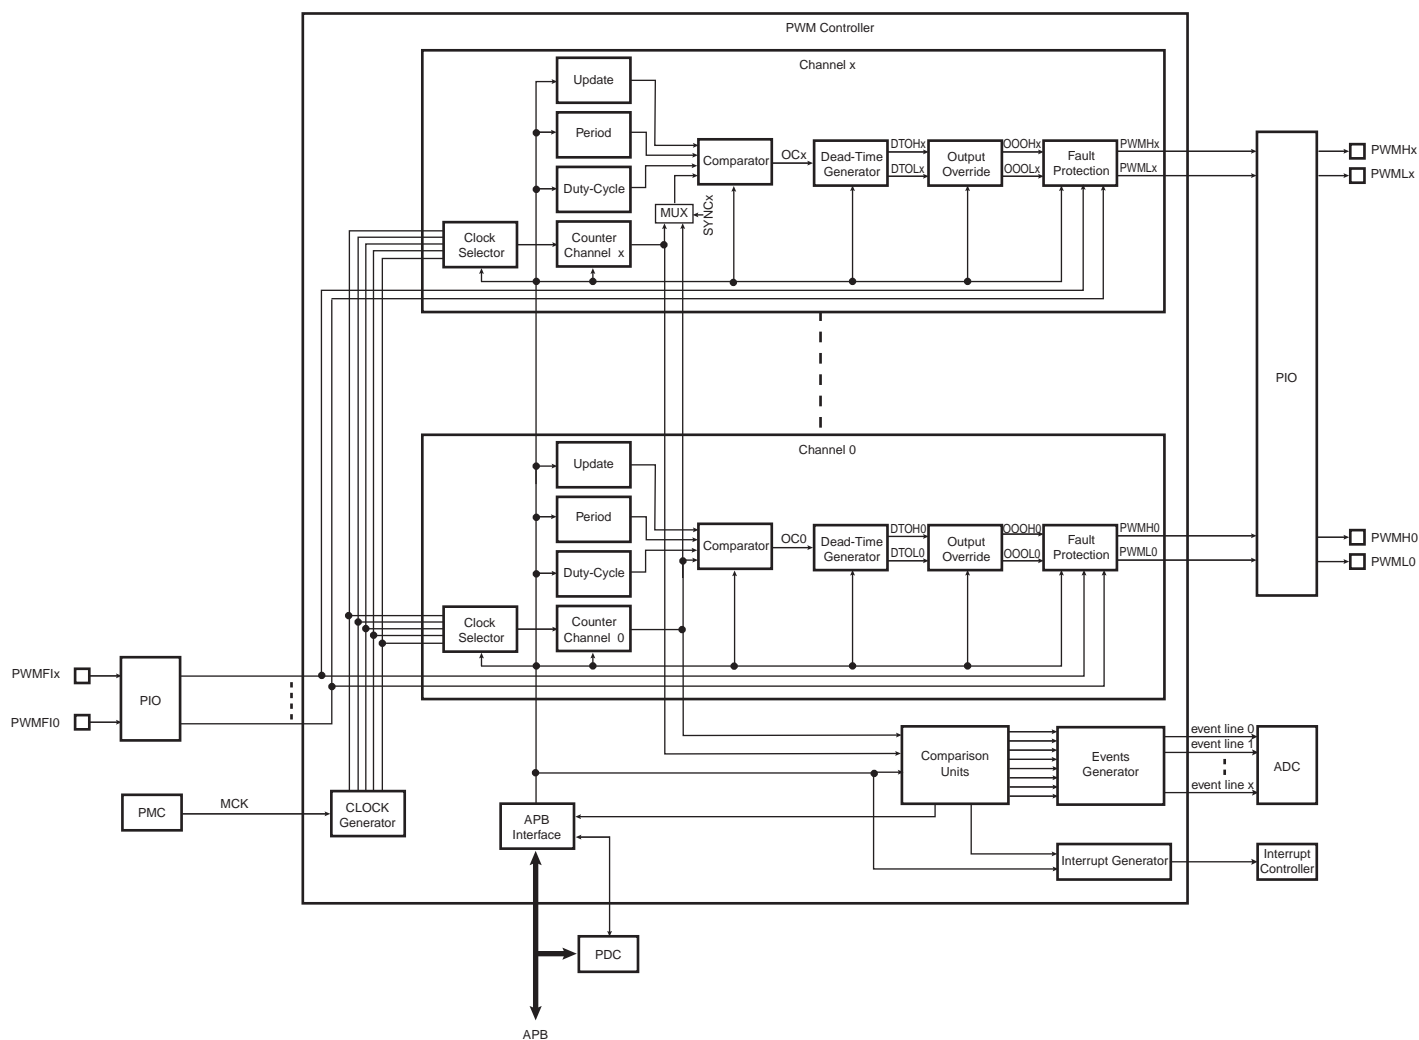 PWM Controller
Channel x
Update
Period
Comparator
OCx
Dead-Time
Generator
DTOHx
DTOLx
Output
Override
OOOHx
OOOLx
Fault
Protection
PWMHx
PWMLx
PWMHx
PWMLx
Duty-Cycle
MUX
SYNCx
Clock
Selector
Counter
Channel x
PIO
Channel 0
Update
Period
Comparator
OC0
Dead-Time
Generator
DTOH0
DTOL0
Output
Override
OOOH0
OOOL0
Fault
Protection
PWMH0
PWML0
PWMH0
PWML0
Duty-Cycle
Clock
Selector
Counter
Channel 0
PWMFIx
PIO
PWMFI0
Comparison
Units
Events
Generator
event line 0
event line 1
event line x
ADC
PMC
MCK
CLOCK
Generator
APB
Interface
Interrupt Generator
Interrupt
Controller
PDC
APB